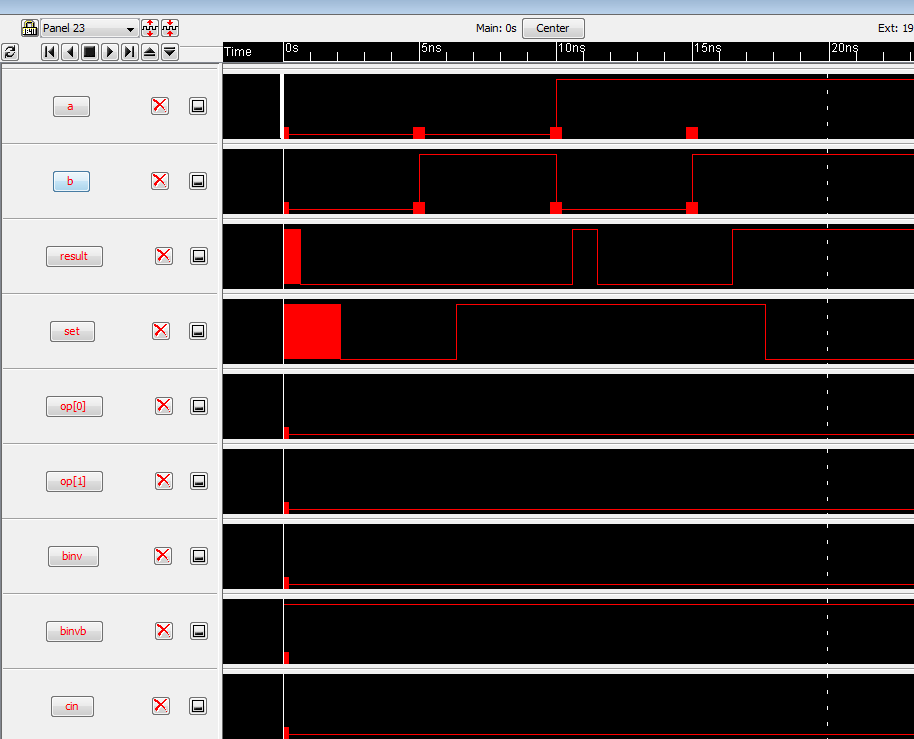 Panel 23 Main: 0s Center Ext: 19
Time 0s 5ns 10ns 15ns 20ns
a
b
result
set
op[0]
op[1]
binv
binvb
cin